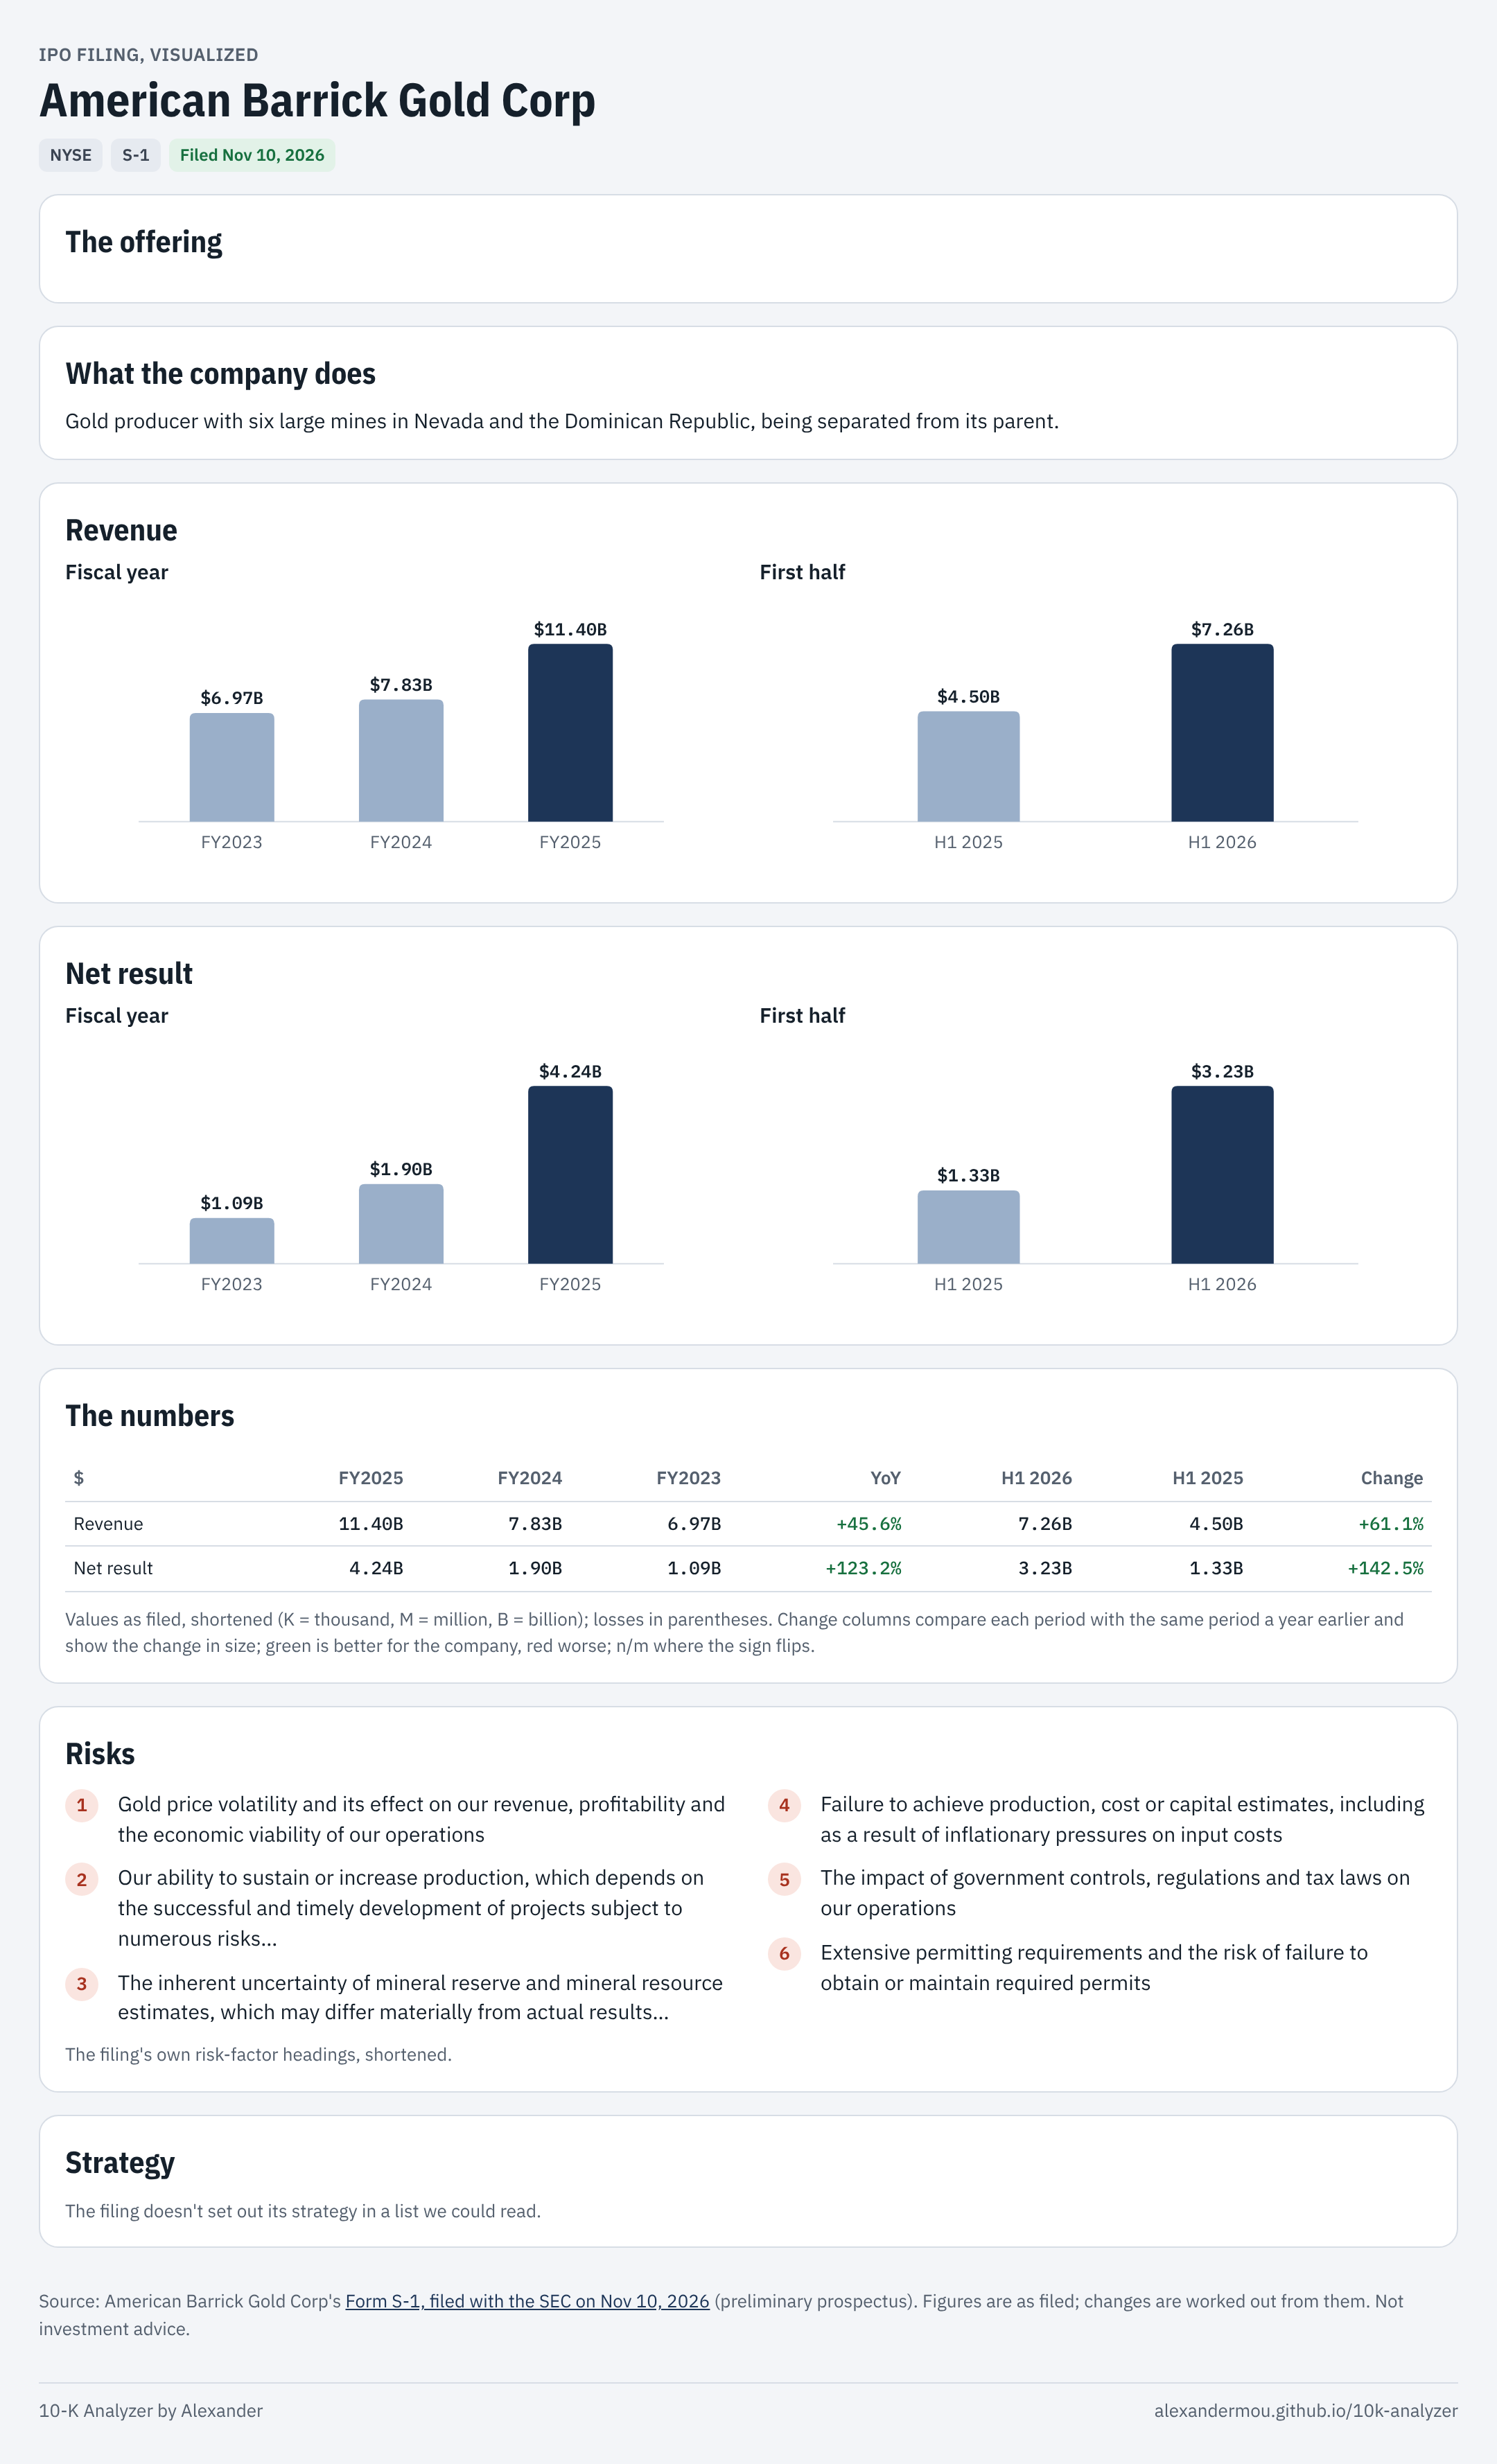 IPO FILING, VISUALIZED
American Barrick Gold Corp
NYSE
S-1
Filed Nov 10, 2026
The offering
What the company does
Gold producer with six large mines in Nevada and the Dominican Republic, being separated from its parent.
Revenue
Fiscal year
$6.97B
$7.83B
$11.40B
FY2023
FY2024
FY2025
First half
$4.50B
$7.26B
H1 2025
H1 2026
Net result
Fiscal year
$1.09B
$1.90B
$4.24B
FY2023
FY2024
FY2025
First half
$1.33B
$3.23B
H1 2025
H1 2026
The numbers
$ FY2025 FY2024 FY2023 YoY H1 2026 H1 2025 Change
Revenue 11.40B 7.83B 6.97B +45.6% 7.26B 4.50B +61.1%
Net result 4.24B 1.90B 1.09B +123.2% 3.23B 1.33B +142.5%
Values as filed, shortened (K = thousand, M = million, B = billion); losses in parentheses. Change columns compare each period with the same period a year earlier and
show the change in size; green is better for the company, red worse; n/m where the sign flips.
Risks
1 Gold price volatility and its effect on our revenue, profitability and
the economic viability of our operations
2 Our ability to sustain or increase production, which depends on
the successful and timely development of projects subject to
numerous risks…
3 The inherent uncertainty of mineral reserve and mineral resource
estimates, which may differ materially from actual results…
4 Failure to achieve production, cost or capital estimates, including
as a result of inflationary pressures on input costs
5 The impact of government controls, regulations and tax laws on
our operations
6 Extensive permitting requirements and the risk of failure to
obtain or maintain required permits
The filing's own risk-factor headings, shortened.
Strategy
The filing doesn't set out its strategy in a list we could read.
Source: American Barrick Gold Corp's Form S-1, filed with the SEC on Nov 10, 2026 (preliminary prospectus). Figures are as filed; changes are worked out from them. Not
investment advice.
10-K Analyzer by Alexander
alexandermou.github.io/10k-analyzer